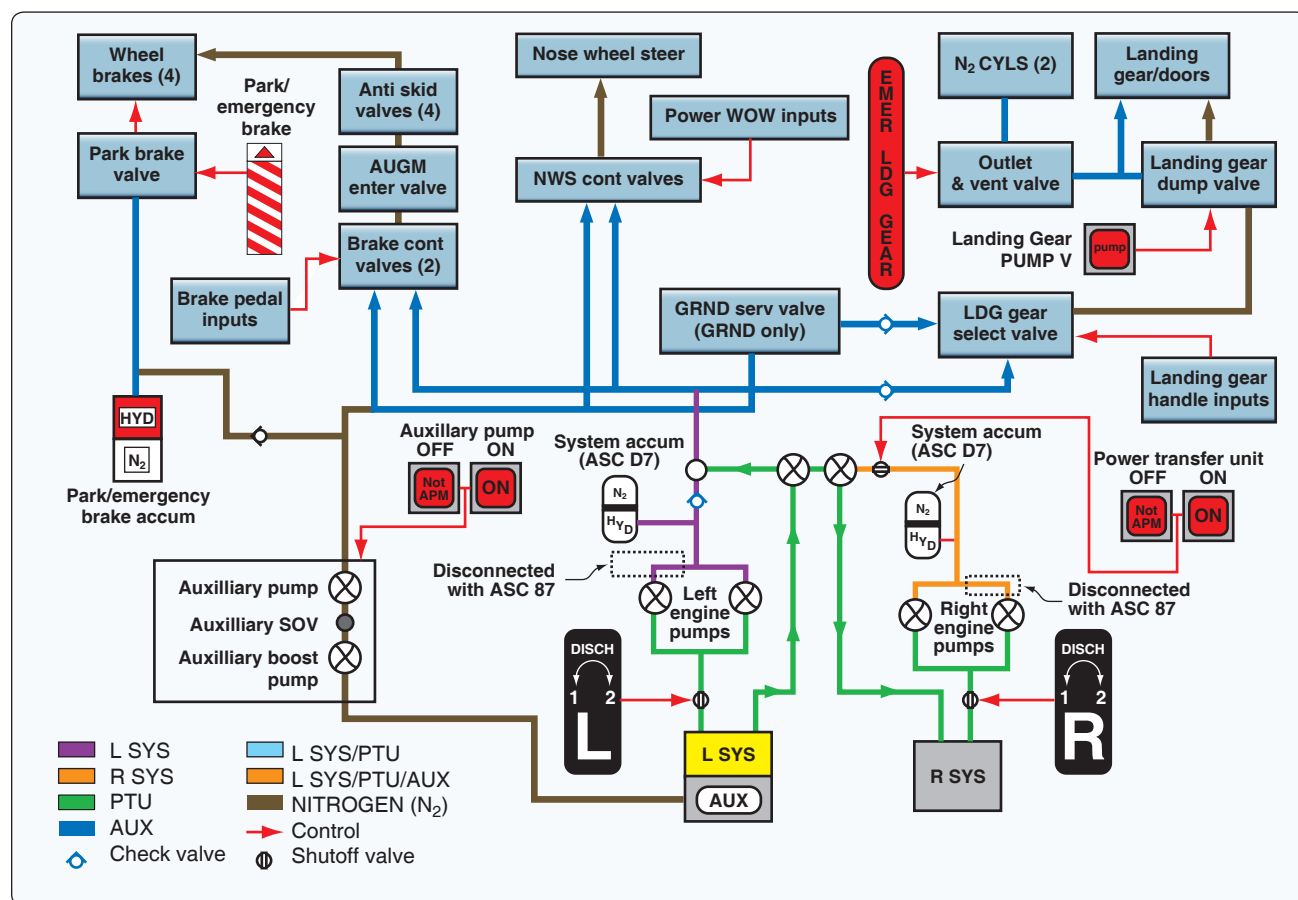 Wheel
brakes (4)
Park/
emergency
brake
Anti skid
valves (4)
Park brake
valve
AUGM
enter valve
Brake cont
valves (2)
Brake pedal
inputs
Nose wheel steer
Power WOW inputs
NWS cont valves
EMER LDG GEAR
N2 CYLS (2)
Landing
gear/doors
Outlet
& vent valve
Landing gear
dump valve
Landing Gear
PUMP V
pump
GRND serv valve
(GRND only)
LDG gear
select valve
Landing gear
handle inputs
HYD
N2
Park/emergency
brake accum
Auxillary pump
OFF ON
Not
APM
ON
System accum
(ASC D7)
N2
HYD
System accum
(ASC D7)
N2
HYD
Power transfer unit
OFF ON
Not
APM
ON
Disconnected
with ASC 87
Disconnected
with ASC 87
Auxilliary pump
Auxilliary SOV
Auxilliary boost
pump
Left
engine
pumps
Right
engine
pumps
DISCH
1 2
L
DISCH
1 2
R
L SYS
AUX
R SYS
L SYS
R SYS
PTU
AUX
Check valve
L SYS/PTU
L SYS/PTU/AUX
NITROGEN (N2)
Control
Shutoff valve